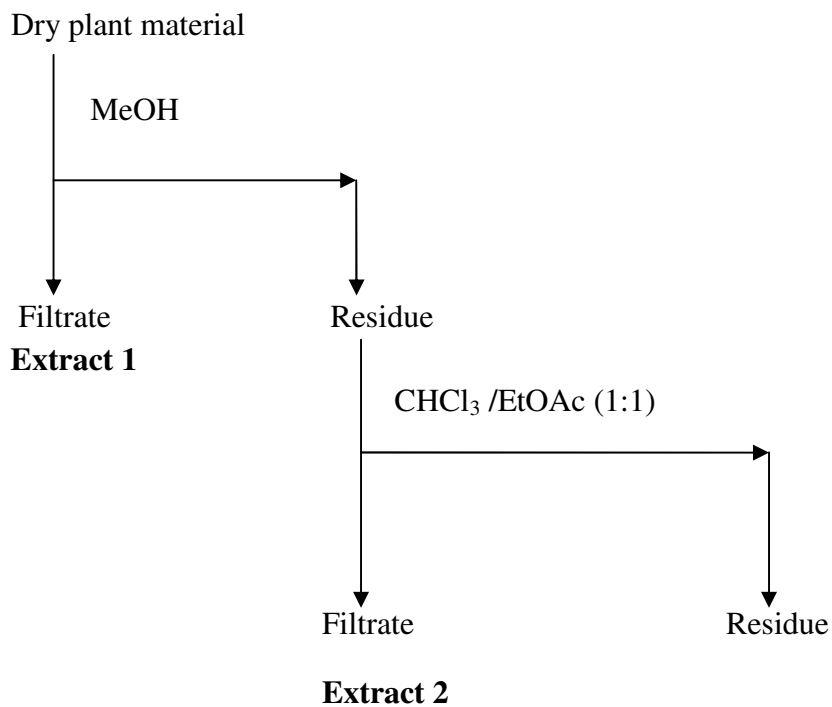 Dry plant material
MeOH
Filtrate
Residue
Extract 1
CHCl₃ /EtOAc (1:1)
Filtrate
Residue
Extract 2